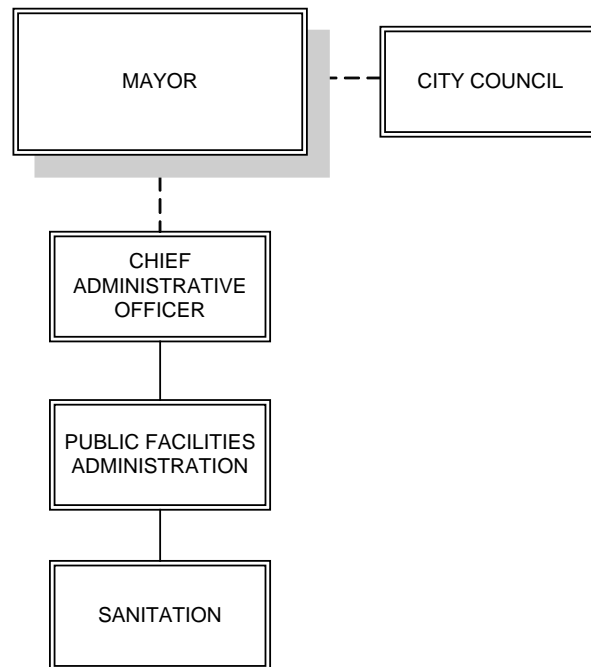 MAYOR
CITY COUNCIL
CHIEF
ADMINISTRATIVE
OFFICER
PUBLIC FACILITIES
ADMINISTRATION
SANITATION